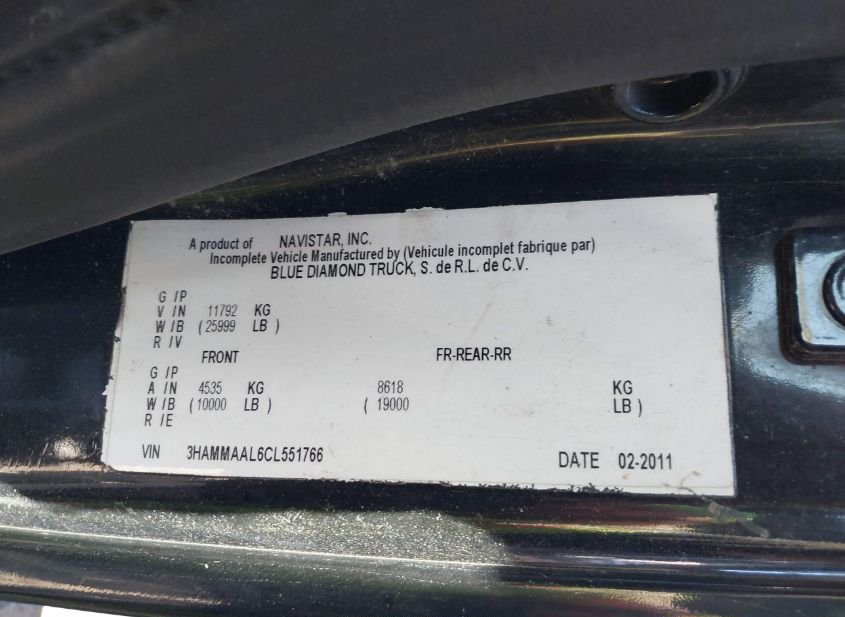 A product of NAVISTAR, INC.
Incomplete Vehicle Manufactured by (Vehicule incomplet fabrique par)
BLUE DIAMOND TRUCK, S. de R.L. de C.V.
G /P
V /N 11792 KG
W /B ( 25999 LB )
R /V
FRONT FR-REAR-RR
G /P
A /N 4535 KG 8618 KG
W /B ( 10000 LB ) ( 19000 LB )
R /E
VIN 3HAMMAAL6CL551766 DATE 02-2011